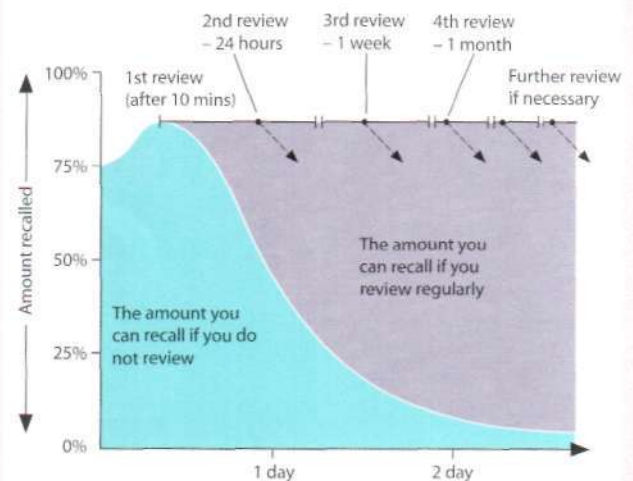 2nd review
– 24 hours
3rd review
– 1 week
4th review
– 1 month
100%
1st review
(after 10 mins)
Further review
if necessary
75%
Amount recalled
50%
The amount you
can recall if you
review regularly
The amount you
can recall if you do
not review
25%
0%
1 day
2 day